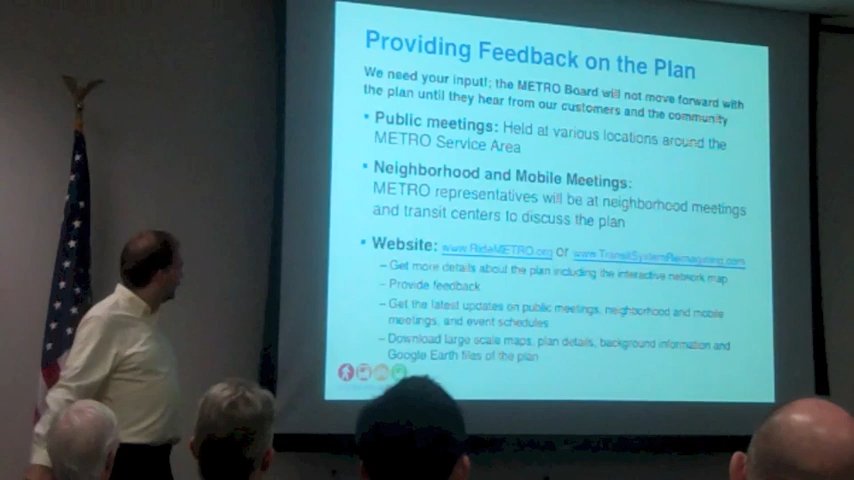 Providing Feedback on the Plan
We need your input!; the METRO Board will not move forward with
the plan until they hear from our customers and the community
• Public meetings: Held at various locations around the
METRO Service Area
• Neighborhood and Mobile Meetings:
METRO representatives will be at neighborhood meetings
and transit centers to discuss the plan
• Website: www.RideMETRO.org or www.TransitSystemReimagining.com
– Get more details about the plan including the interactive network map
– Provide feedback
– Get the latest updates on public meetings, neighborhood and mobile
meetings, and event schedules
– Download large scale maps, plan details, background information and
Google Earth files of the plan